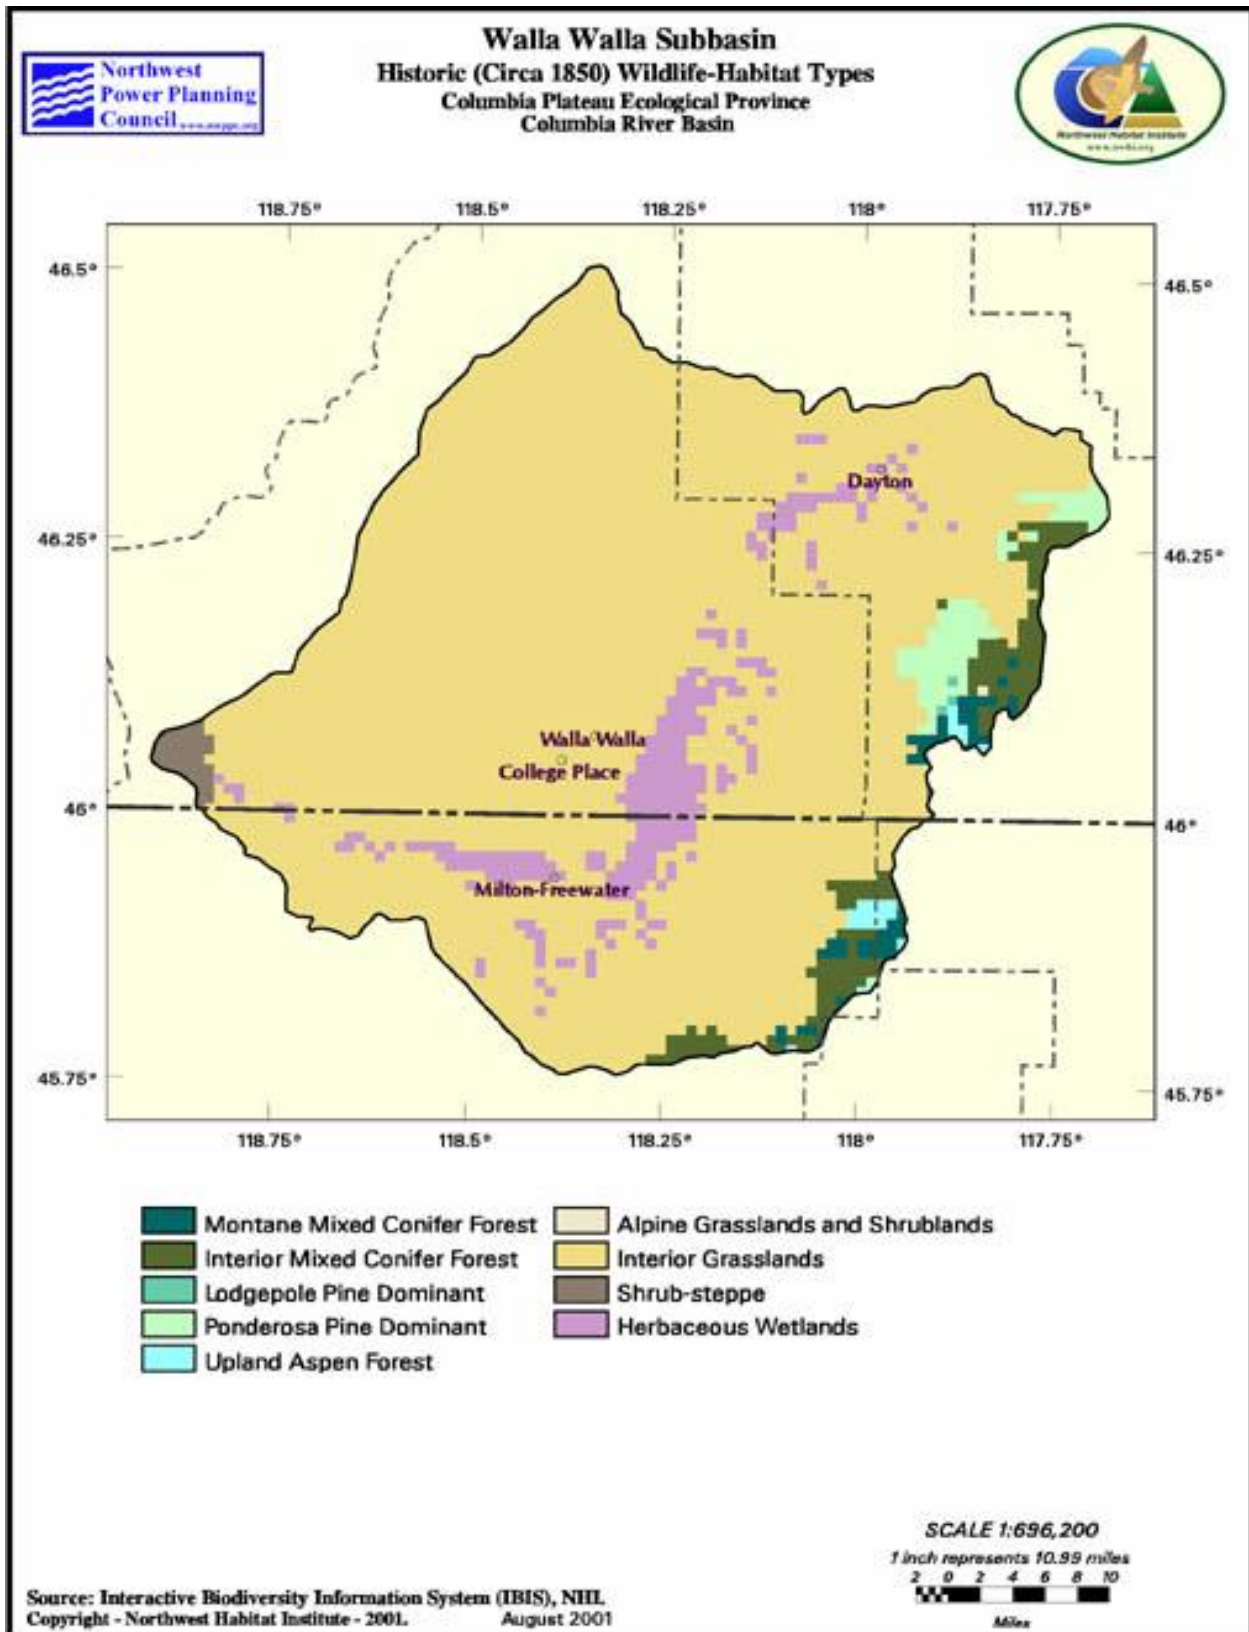 Walla Walla Subbasin
Historic (Circa 1850) Wildlife-Habitat Types
Columbia Plateau Ecological Province
Columbia River Basin
Northwest
Power Planning
Council
Northwest Habitat Institute
www.nwhi.org
118.75° 118.5° 118.25° 118° 117.75°
46.5° 46.5°
Dayton
46.25° 46.25°
Walla Walla
College Place
46° 46°
Milton-Freewater
45.75° 45.75°
118.75° 118.5° 118.25° 118° 117.75°
Montane Mixed Conifer Forest Alpine Grasslands and Shrublands
Interior Mixed Conifer Forest Interior Grasslands
Lodgepole Pine Dominant Shrub-steppe
Ponderosa Pine Dominant Herbaceous Wetlands
Upland Aspen Forest
SCALE 1:696,200
1 inch represents 10.99 miles
2 0 2 4 6 8 10
Miles
Source: Interactive Biodiversity Information System (IBIS), NHI.
Copyright - Northwest Habitat Institute - 2001. August 2001